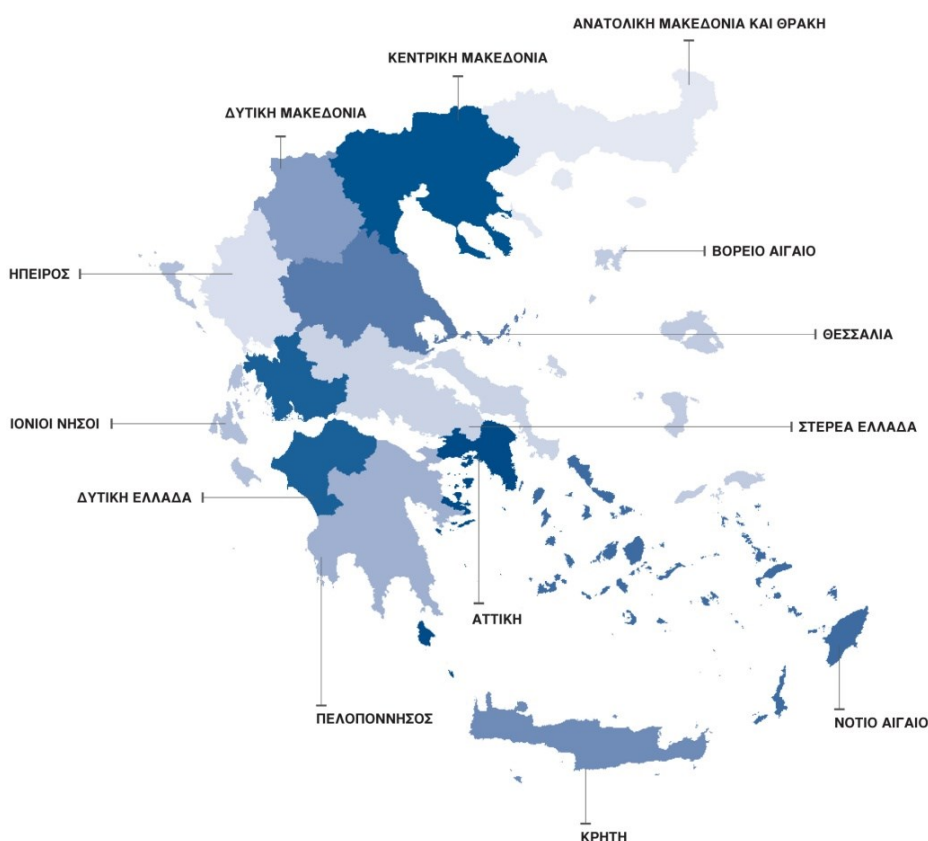 ΑΝΑΤΟΛΙΚΗ ΜΑΚΕΔΟΝΙΑ ΚΑΙ ΘΡΑΚΗ
ΚΕΝΤΡΙΚΗ ΜΑΚΕΔΟΝΙΑ
ΔΥΤΙΚΗ ΜΑΚΕΔΟΝΙΑ
ΒΟΡΕΙΟ ΑΙΓΑΙΟ
ΗΠΕΙΡΟΣ
ΘΕΣΣΑΛΙΑ
ΙΟΝΙΟΙ ΝΗΣΟΙ
ΣΤΕΡΕΑ ΕΛΛΑΔΑ
ΔΥΤΙΚΗ ΕΛΛΑΔΑ
ΑΤΤΙΚΗ
ΠΕΛΟΠΟΝΝΗΣΟΣ
ΝΟΤΙΟ ΑΙΓΑΙΟ
ΚΡΗΤΗ